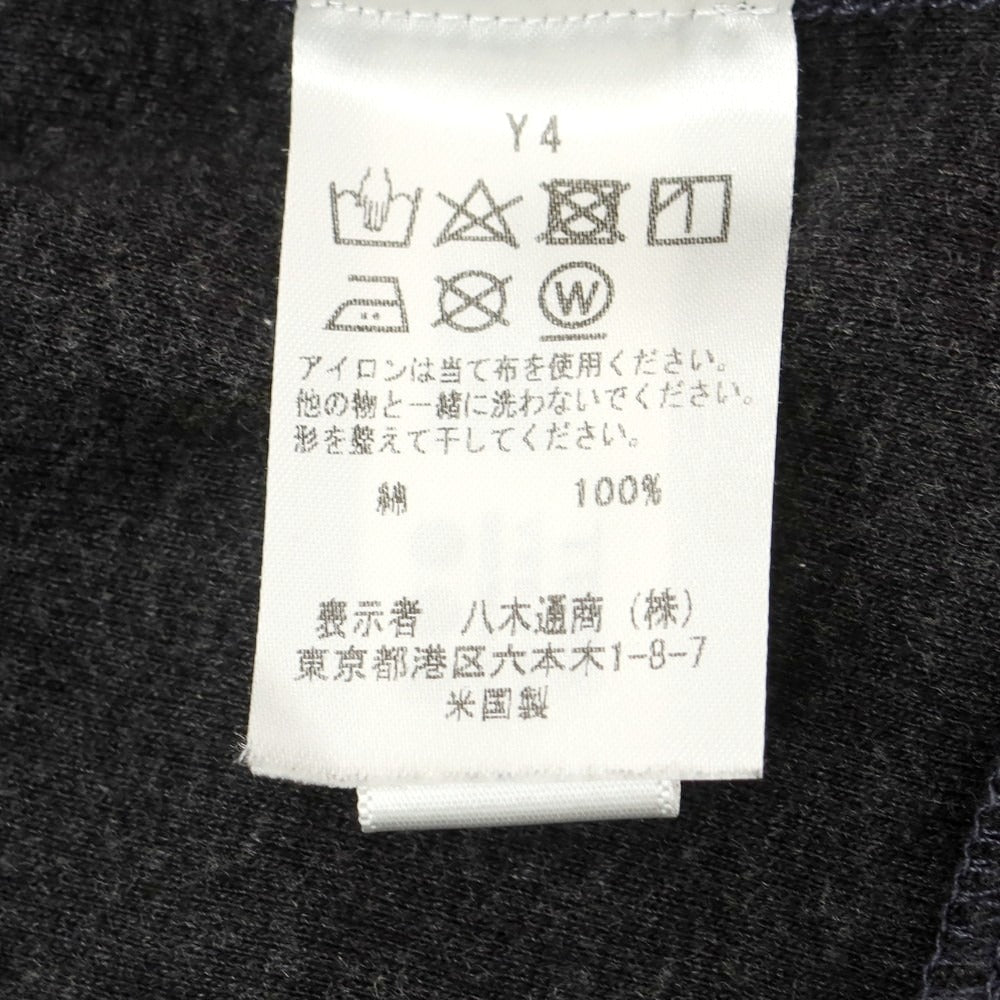 Y4
W
アイロンは当て布を使用ください。
他の物と一緒に洗わないでください。
形を整えて干してください。
綿 100%
表示者 八木通商(株)
東京都港区六本木1-8-7
米国製